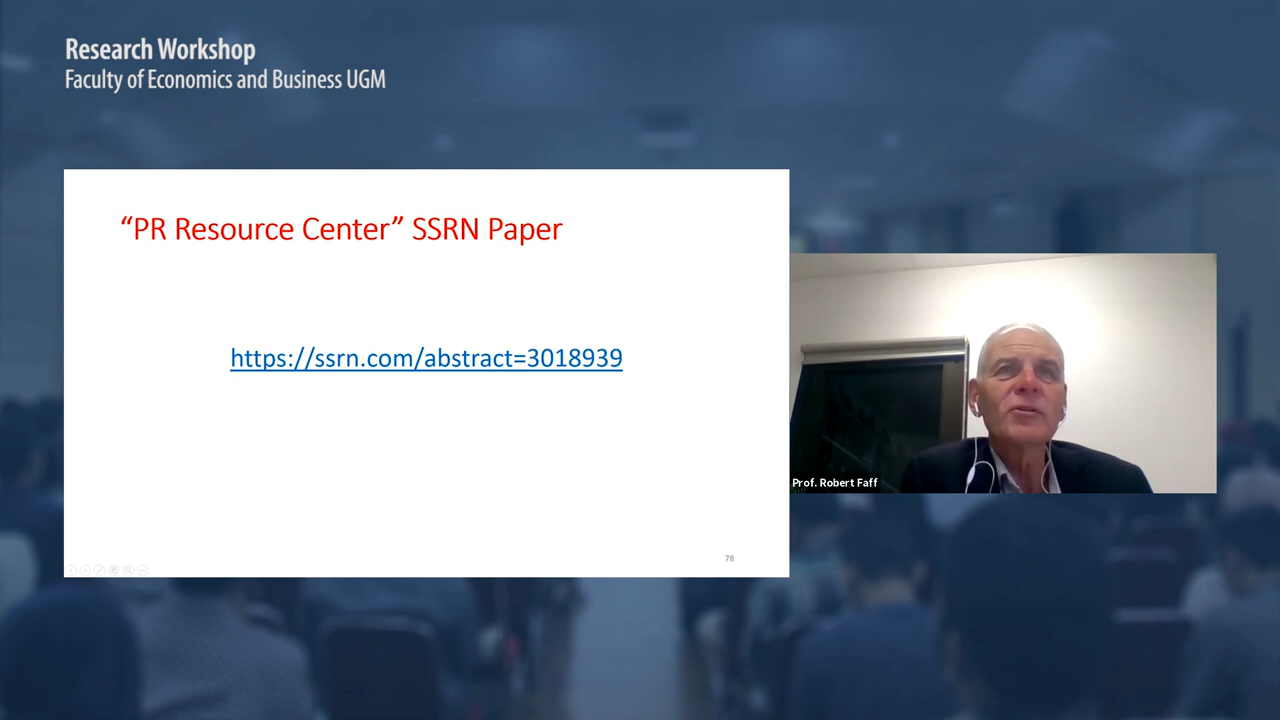 Research Workshop
Faculty of Economics and Business UGM
“PR Resource Center” SSRN Paper
https://ssrn.com/abstract=3018939
78
Prof. Robert Faff